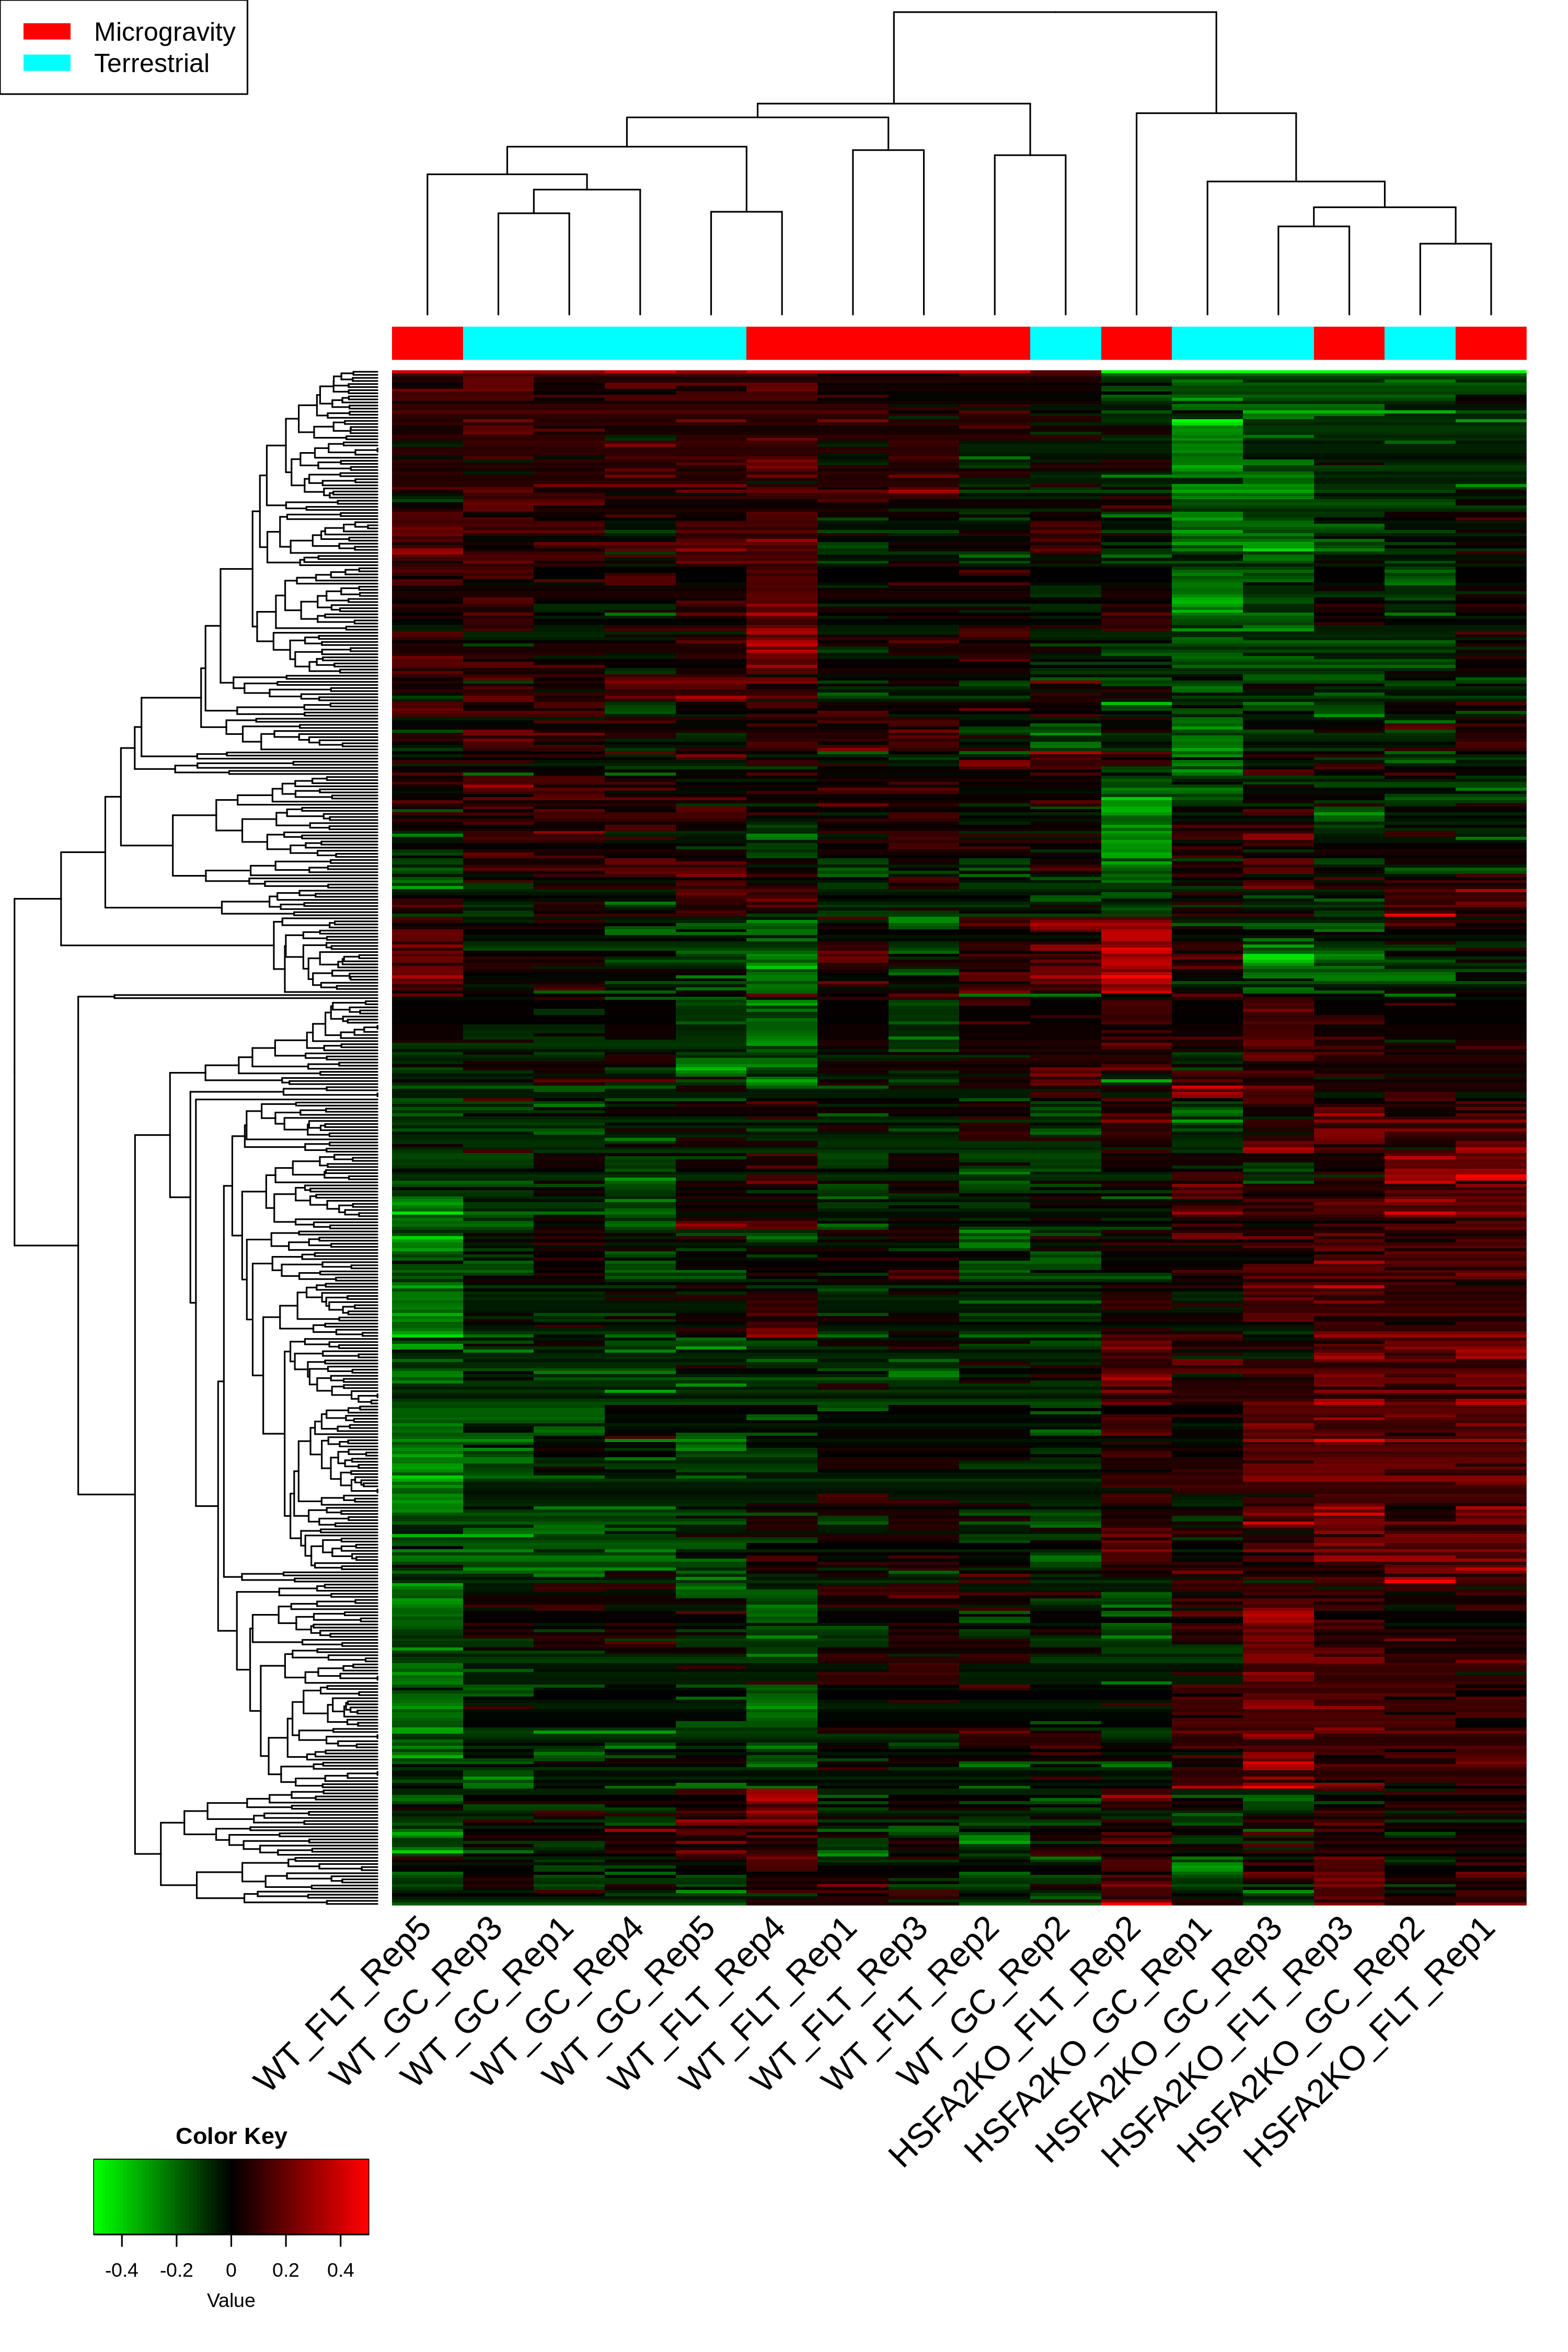 Microgravity
Terrestrial
WT_FLT_Rep5
WT_GC_Rep3
WT_GC_Rep1
WT_GC_Rep4
WT_GC_Rep5
WT_FLT_Rep4
WT_FLT_Rep1
WT_FLT_Rep3
WT_FLT_Rep2
WT_GC_Rep2
HSFA2KO_FLT_Rep2
HSFA2KO_GC_Rep1
HSFA2KO_GC_Rep3
HSFA2KO_FLT_Rep3
HSFA2KO_GC_Rep2
HSFA2KO_FLT_Rep1
Color Key
-0.4 -0.2 0 0.2 0.4
Value